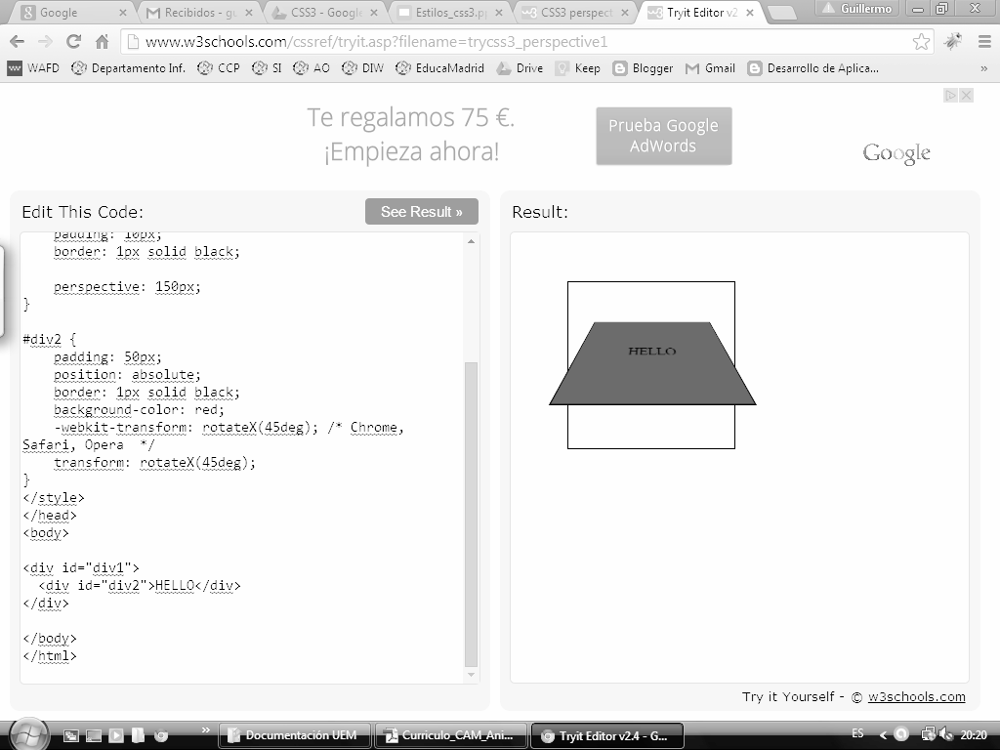 Google
Recibidos - gu
CSS3 - Google
Estilos_css3.pp
CSS3 perspect
Tryit Editor v2
Guillermo
www.w3schools.com/cssref/tryit.asp?filename=trycss3_perspective1
WAFD
Departamento Inf.
CCP
SI
AO
DIW
EducaMadrid
Drive
Keep
Blogger
Gmail
Desarrollo de Aplica...
»
Te regalamos 75 €.
¡Empieza ahora!
Prueba Google
AdWords
Google
Edit This Code:
See Result »
Result:
padding: 10px;
border: 1px solid black;
perspective: 150px;
}
#div2 {
padding: 50px;
position: absolute;
border: 1px solid black;
background-color: red;
-webkit-transform: rotateX(45deg); /* Chrome,
Safari, Opera  */
transform: rotateX(45deg);
}
</style>
</head>
<body>
<div id="div1">
<div id="div2">HELLO</div>
</div>
</body>
</html>
HELLO
Try it Yourself - © w3schools.com
»
Documentación UEM
Curriculo_CAM_Ani...
Tryit Editor v2.4 - G...
ES
20:20